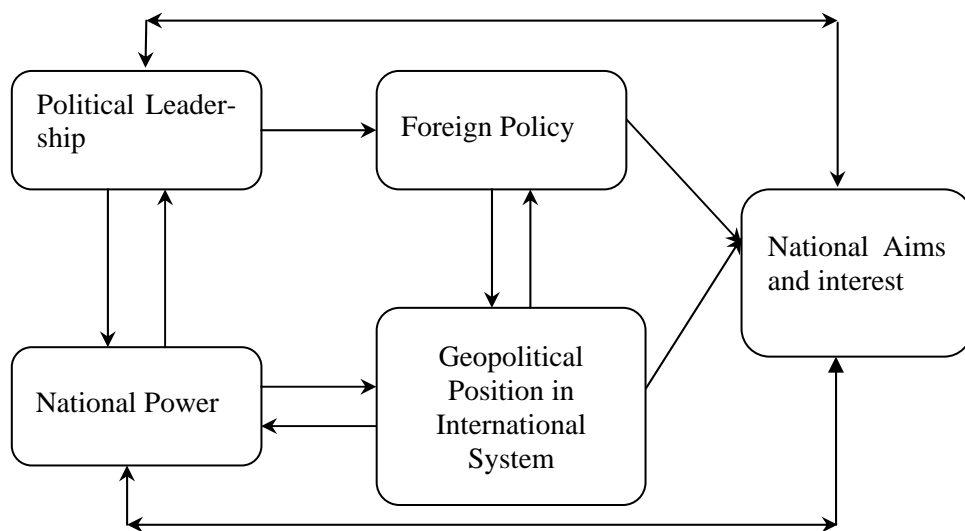 Political Leader-
ship
Foreign Policy
National Aims
and interest
National Power
Geopolitical
Position in
International
System